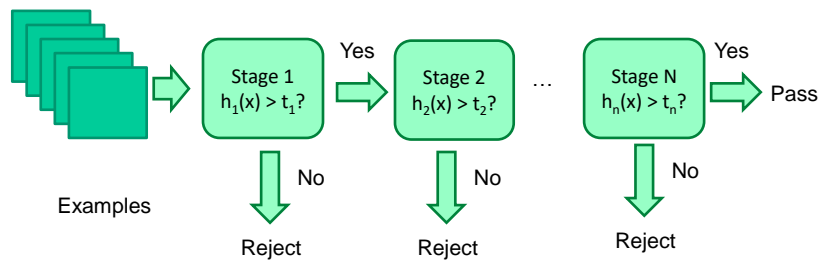 Yes
Yes
Stage 1
h₁(x) > t₁?
Stage 2
h₂(x) > t₂?
…
Stage N
hₙ(x) > tₙ?
Pass
No
No
No
Examples
Reject
Reject
Reject